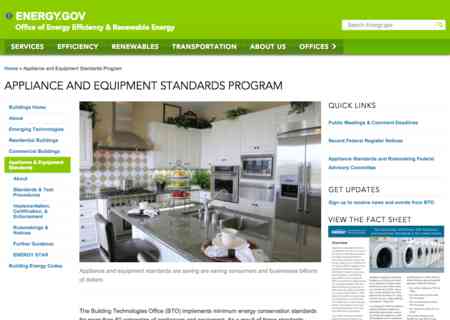 ENERGY.GOV
Office of Energy Efficiency & Renewable Energy
Search Energy.gov
SERVICES EFFICIENCY RENEWABLES TRANSPORTATION ABOUT US OFFICES
Home » Appliance and Equipment Standards Program
APPLIANCE AND EQUIPMENT STANDARDS PROGRAM
Buildings Home
About
Emerging Technologies
Residential Buildings
Commercial Buildings
Appliance & Equipment
Standards
About
Standards & Test
Procedures
Implementation,
Certification, &
Enforcement
Rulemakings &
Notices
Further Guidance
ENERGY STAR
Building Energy Codes
Appliance and equipment standards are saving are saving consumers and businesses billions
of dollars
The Building Technologies Office (BTO) implements minimum energy conservation standards
for more than 60 categories of appliances and equipment. As a result of these standards,
QUICK LINKS
Public Meetings & Comment Deadlines
Recent Federal Register Notices
Appliance Standards and Rulemaking Federal
Advisory Committee
GET UPDATES
Sign up to receive news and events from BTO
VIEW THE FACT SHEET
ENERGY
Overview